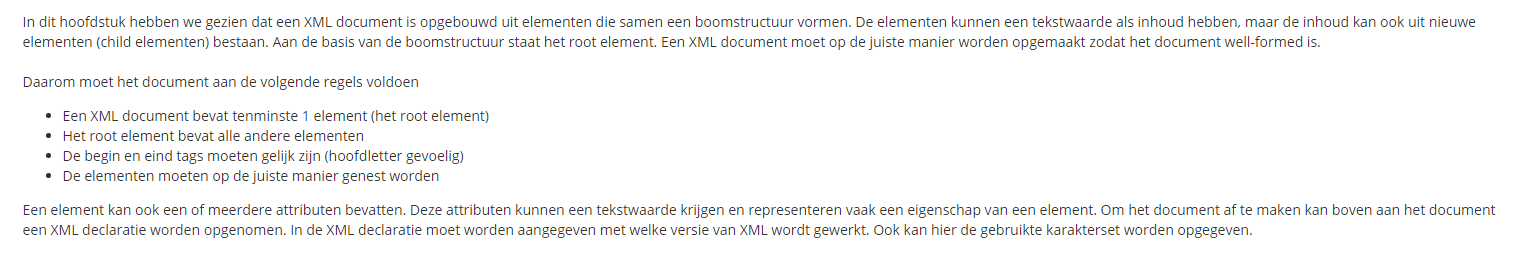 In dit hoofdstuk hebben we gezien dat een XML document is opgebouwd uit elementen die samen een boomstructuur vormen. De elementen kunnen een tekstwaarde als inhoud hebben, maar de inhoud kan ook uit nieuwe
elementen (child elementen) bestaan. Aan de basis van de boomstructuur staat het root element. Een XML document moet op de juiste manier worden opgemaakt zodat het document well-formed is.
Daarom moet het document aan de volgende regels voldoen
• Een XML document bevat tenminste 1 element (het root element)
• Het root element bevat alle andere elementen
• De begin en eind tags moeten gelijk zijn (hoofdletter gevoelig)
• De elementen moeten op de juiste manier genest worden
Een element kan ook een of meerdere attributen bevatten. Deze attributen kunnen een tekstwaarde krijgen en representeren vaak een eigenschap van een element. Om het document af te maken kan boven aan het document
een XML declaratie worden opgenomen. In de XML declaratie moet worden aangegeven met welke versie van XML wordt gewerkt. Ook kan hier de gebruikte karakterset worden opgegeven.